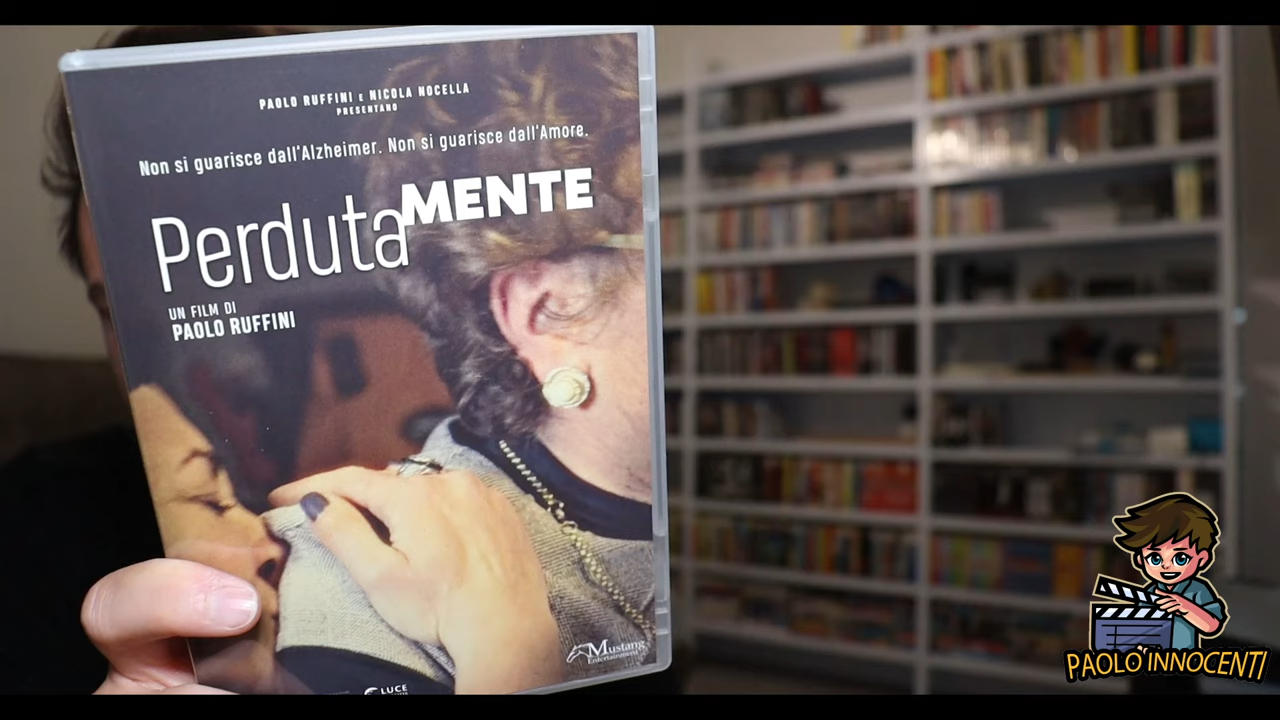 PAOLO RUFFINI E NICOLA NOCELLA
PRESENTANO
Non si guarisce dall'Alzheimer. Non si guarisce dall'Amore.
PerdutaMENTE
UN FILM DI
PAOLO RUFFINI
Mustang
Entertainment
LUCE
PAOLO INNOCENTI